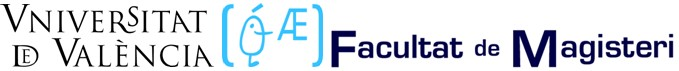 VNIVERSITAT
DE VALÈNCIA
Æ
Facultat de Magisteri